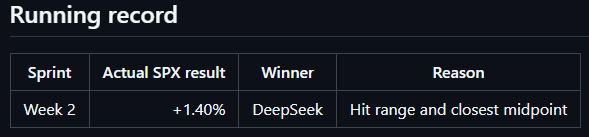 Running record
Sprint Actual SPX result Winner Reason
Week 2 +1.40% DeepSeek Hit range and closest midpoint